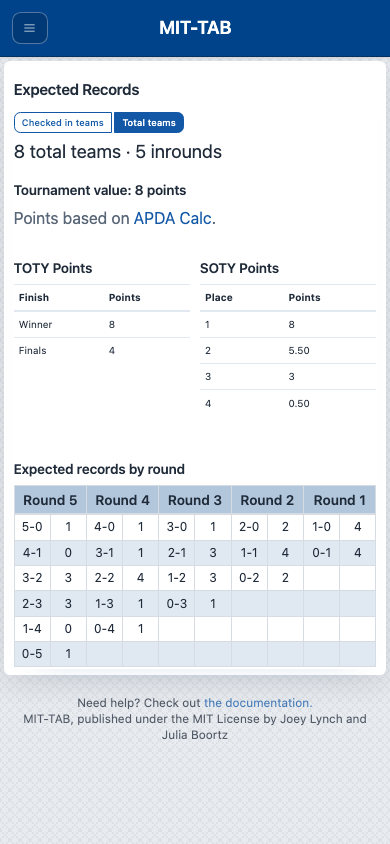 MIT-TAB
Expected Records
Checked in teams Total teams
8 total teams · 5 inrounds
Tournament value: 8 points
Points based on APDA Calc.
TOTY Points
Finish Points
Winner 8
Finals 4
SOTY Points
Place Points
1 8
2 5.50
3 3
4 0.50
Expected records by round
Round 5 Round 4 Round 3 Round 2 Round 1
5-0 1 4-0 1 3-0 1 2-0 2 1-0 4
4-1 0 3-1 1 2-1 3 1-1 4 0-1 4
3-2 3 2-2 4 1-2 3 0-2 2
2-3 3 1-3 1 0-3 1
1-4 0 0-4 1
0-5 1
Need help? Check out the documentation.
MIT-TAB, published under the MIT License by Joey Lynch and
Julia Boortz